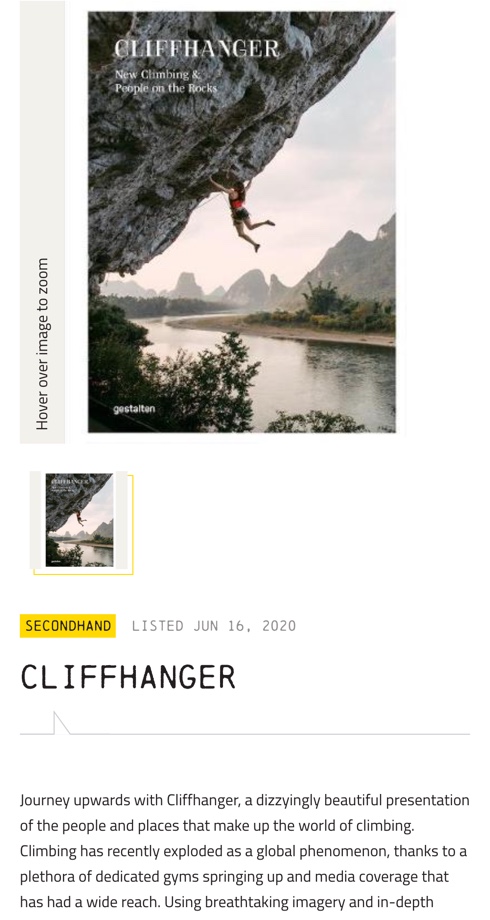 CLIFFHANGER
New Climbing &
People on the Rocks
gestalten
Hover over image to zoom
SECONDHAND LISTED JUN 16, 2020
CLIFFHANGER
Journey upwards with Cliffhanger, a dizzyingly beautiful presentation
of the people and places that make up the world of climbing.
Climbing has recently exploded as a global phenomenon, thanks to a
plethora of dedicated gyms springing up and media coverage that
has had a wide reach. Using breathtaking imagery and in-depth